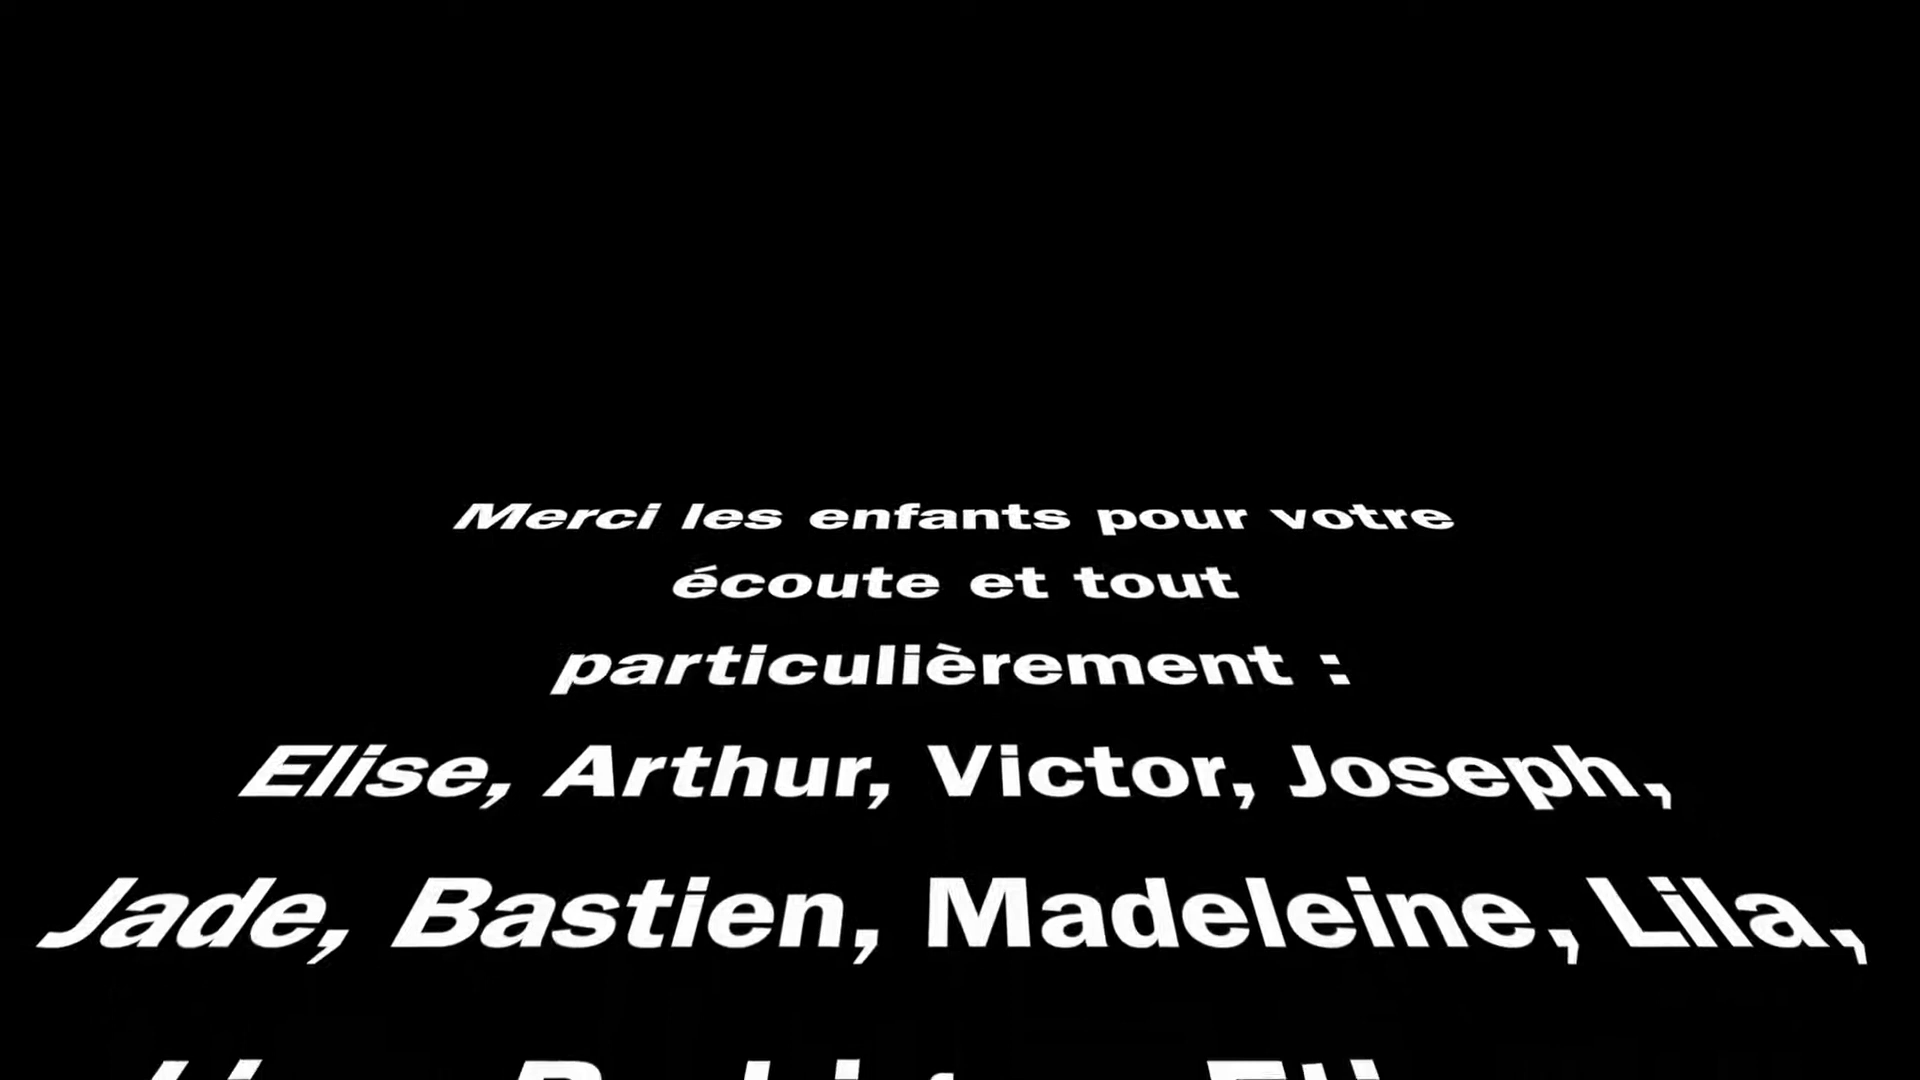 Merci les enfants pour votre
écoute et tout
particulièrement :
Elise, Arthur, Victor, Joseph,
Jade, Bastien, Madeleine, Lila,